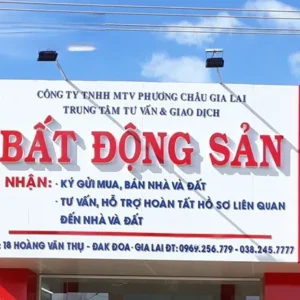 CÔNG TY TNHH MTV PHƯƠNG CHÂU GIA LAI
TRUNG TÂM TƯ VẤN & GIAO DỊCH
BẤT ĐỘNG SẢN
NHẬN: · KÝ GỬI MUA, BÁN NHÀ VÀ ĐẤT
· TƯ VẤN, HỖ TRỢ HOÀN TẤT HỒ SƠ LIÊN QUAN
ĐẾN NHÀ VÀ ĐẤT
: 18 HOÀNG VĂN THỤ - ĐAK ĐOA · GIA LAI ĐT: 0969.256.779 - 038.245.7777